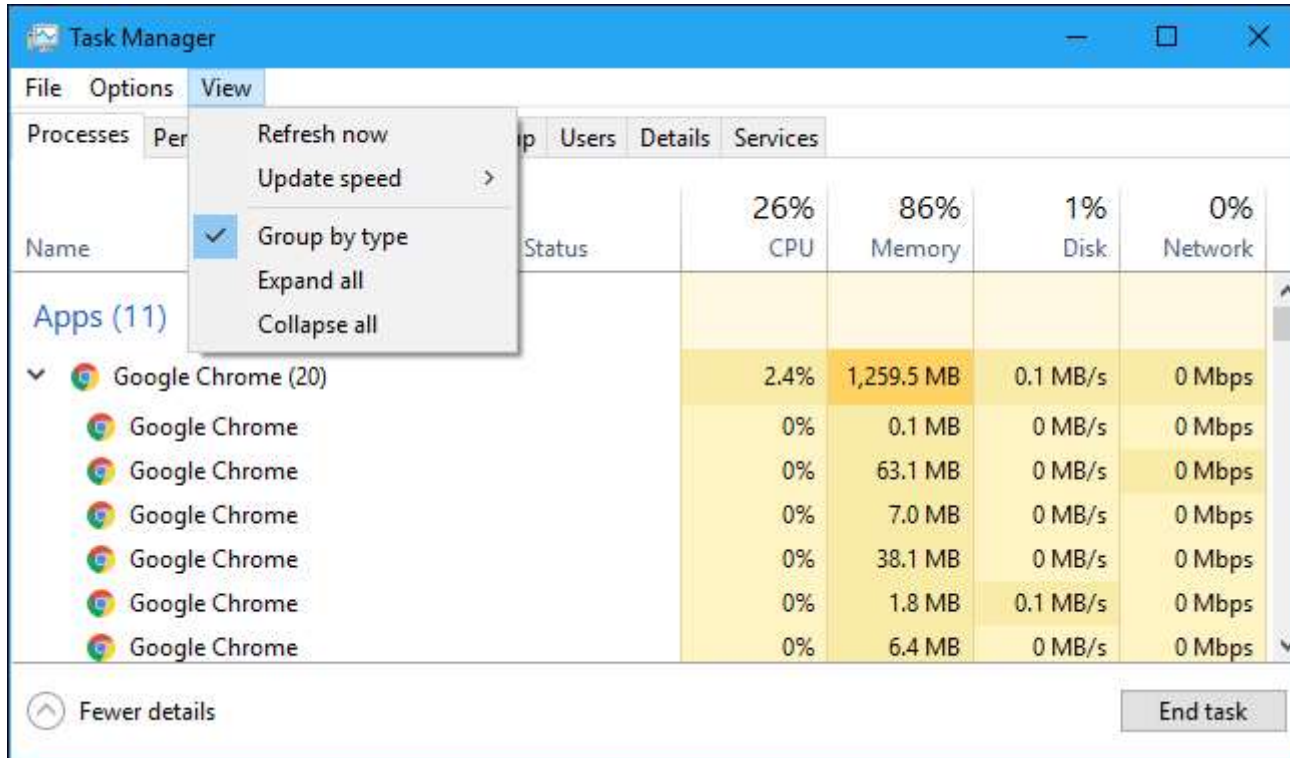 Task Manager
File Options View
Processes Per p Users Details Services
Refresh now
Update speed
Group by type
Expand all
Collapse all
26% 86% 1% 0%
Name Status CPU Memory Disk Network
Apps (11)
Google Chrome (20) 2.4% 1,259.5 MB 0.1 MB/s 0 Mbps
Google Chrome 0% 0.1 MB 0 MB/s 0 Mbps
Google Chrome 0% 63.1 MB 0 MB/s 0 Mbps
Google Chrome 0% 7.0 MB 0 MB/s 0 Mbps
Google Chrome 0% 38.1 MB 0 MB/s 0 Mbps
Google Chrome 0% 1.8 MB 0.1 MB/s 0 Mbps
Google Chrome 0% 6.4 MB 0 MB/s 0 Mbps
Fewer details End task